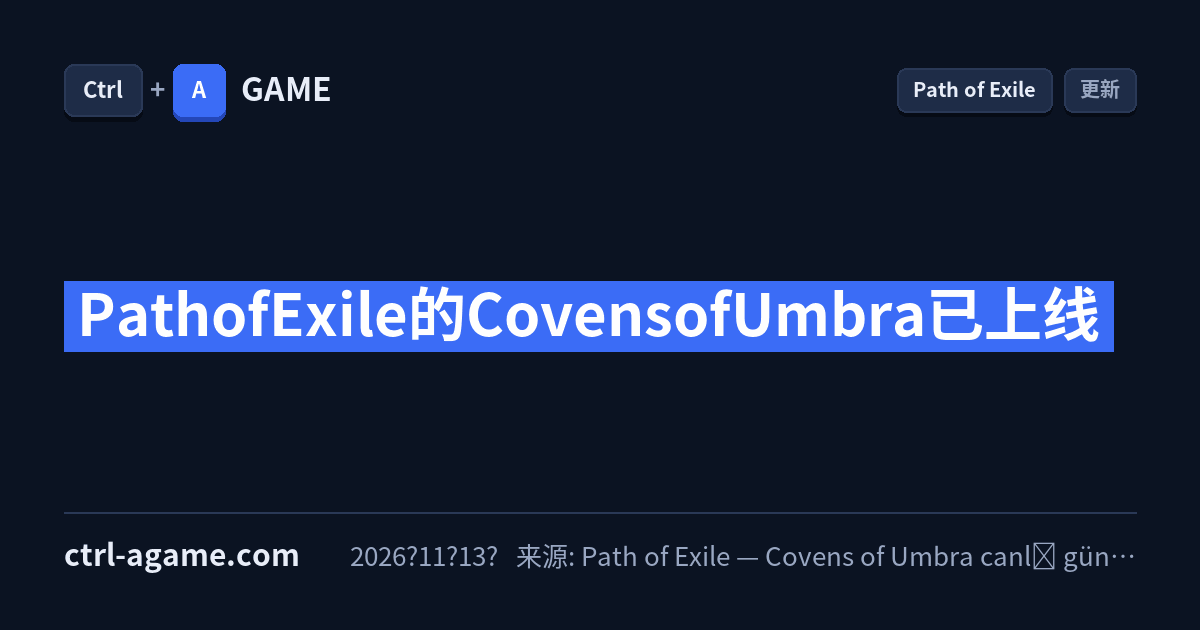 Ctrl + A GAME
Path of Exile 更新
PathofExile的CovensofUmbra已上线
ctrl-agame.com 2026?11?13? 来源: Path of Exile — Covens of Umbra canl□ gün…